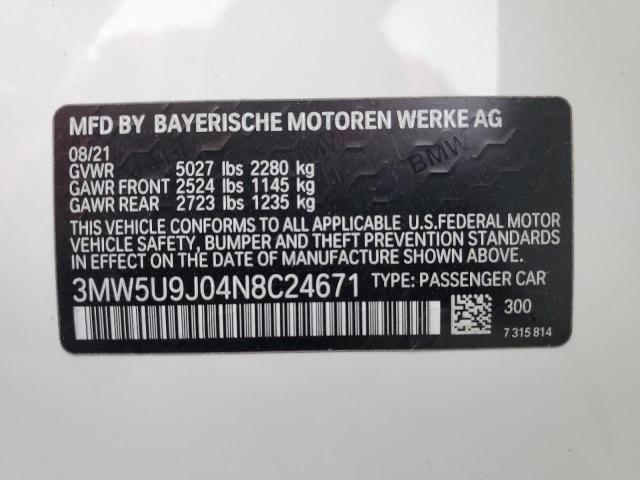 MFD BY BAYERISCHE MOTOREN WERKE AG
08/21
GVWR 5027 lbs 2280 kg
GAWR FRONT 2524 lbs 1145 kg
GAWR REAR 2723 lbs 1235 kg
THIS VEHICLE CONFORMS TO ALL APPLICABLE U.S.FEDERAL MOTOR
VEHICLE SAFETY, BUMPER AND THEFT PREVENTION STANDARDS
IN EFFECT ON THE DATE OF MANUFACTURE SHOWN ABOVE.
3MW5U9J04N8C24671 TYPE: PASSENGER CAR
300
7 315 814
BMW